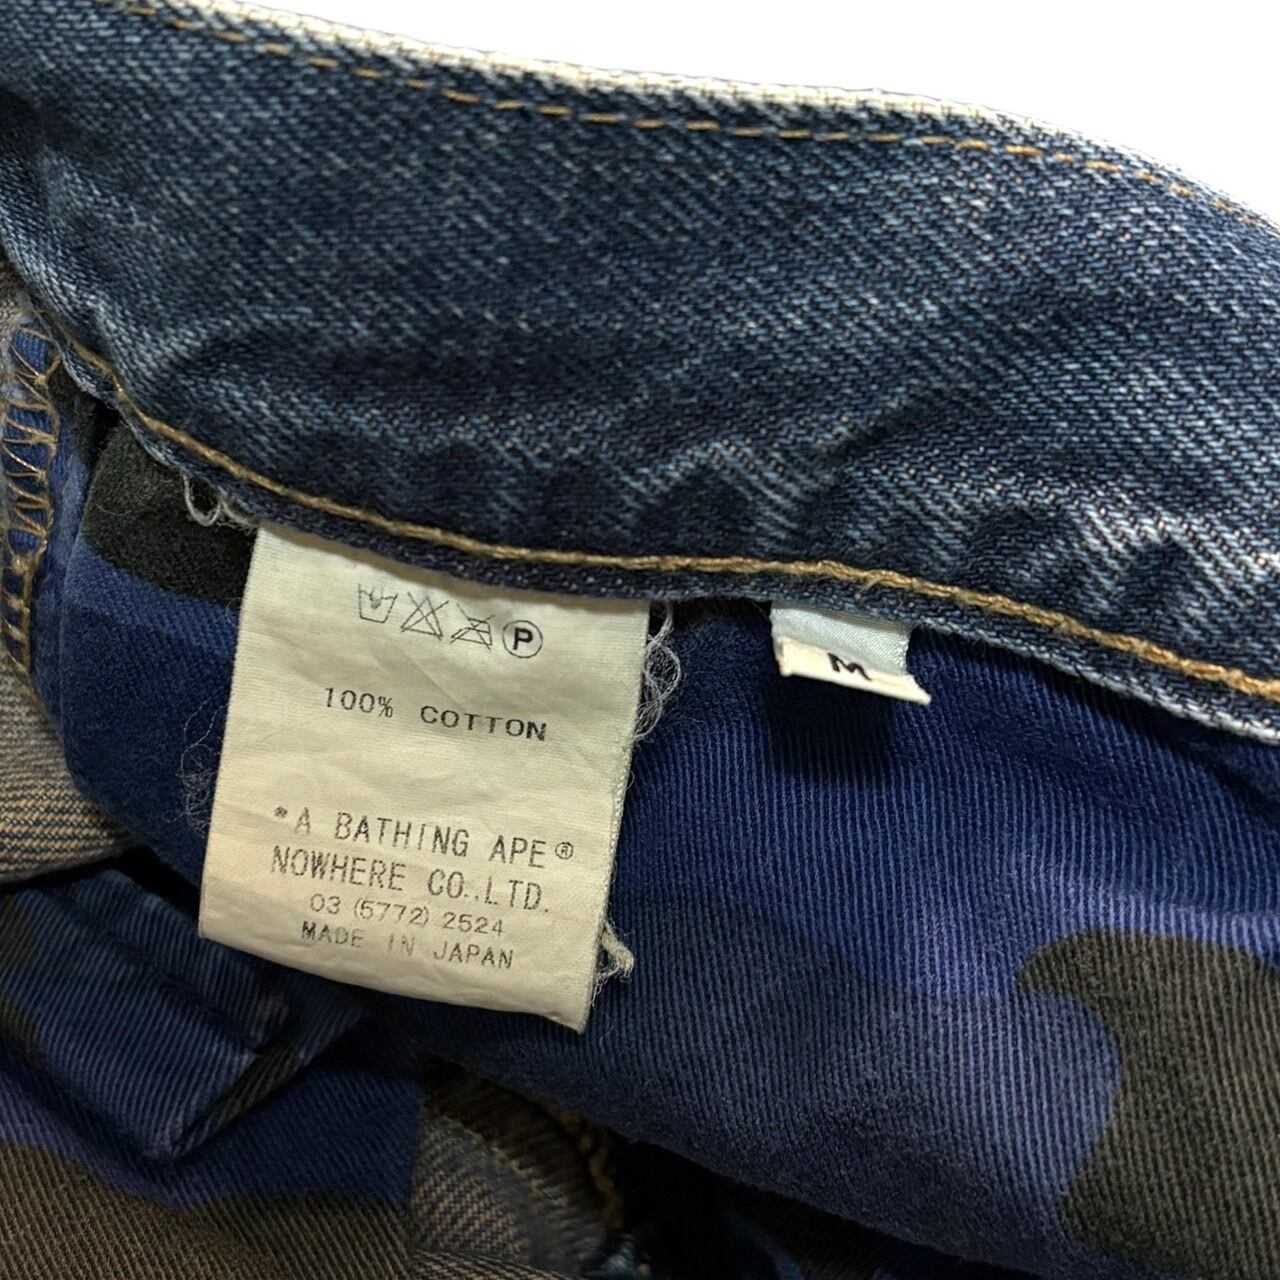 P
100% COTTON
*A BATHING APE®
NOWHERE CO.,LTD.
03 (5772) 2524
MADE IN JAPAN
M